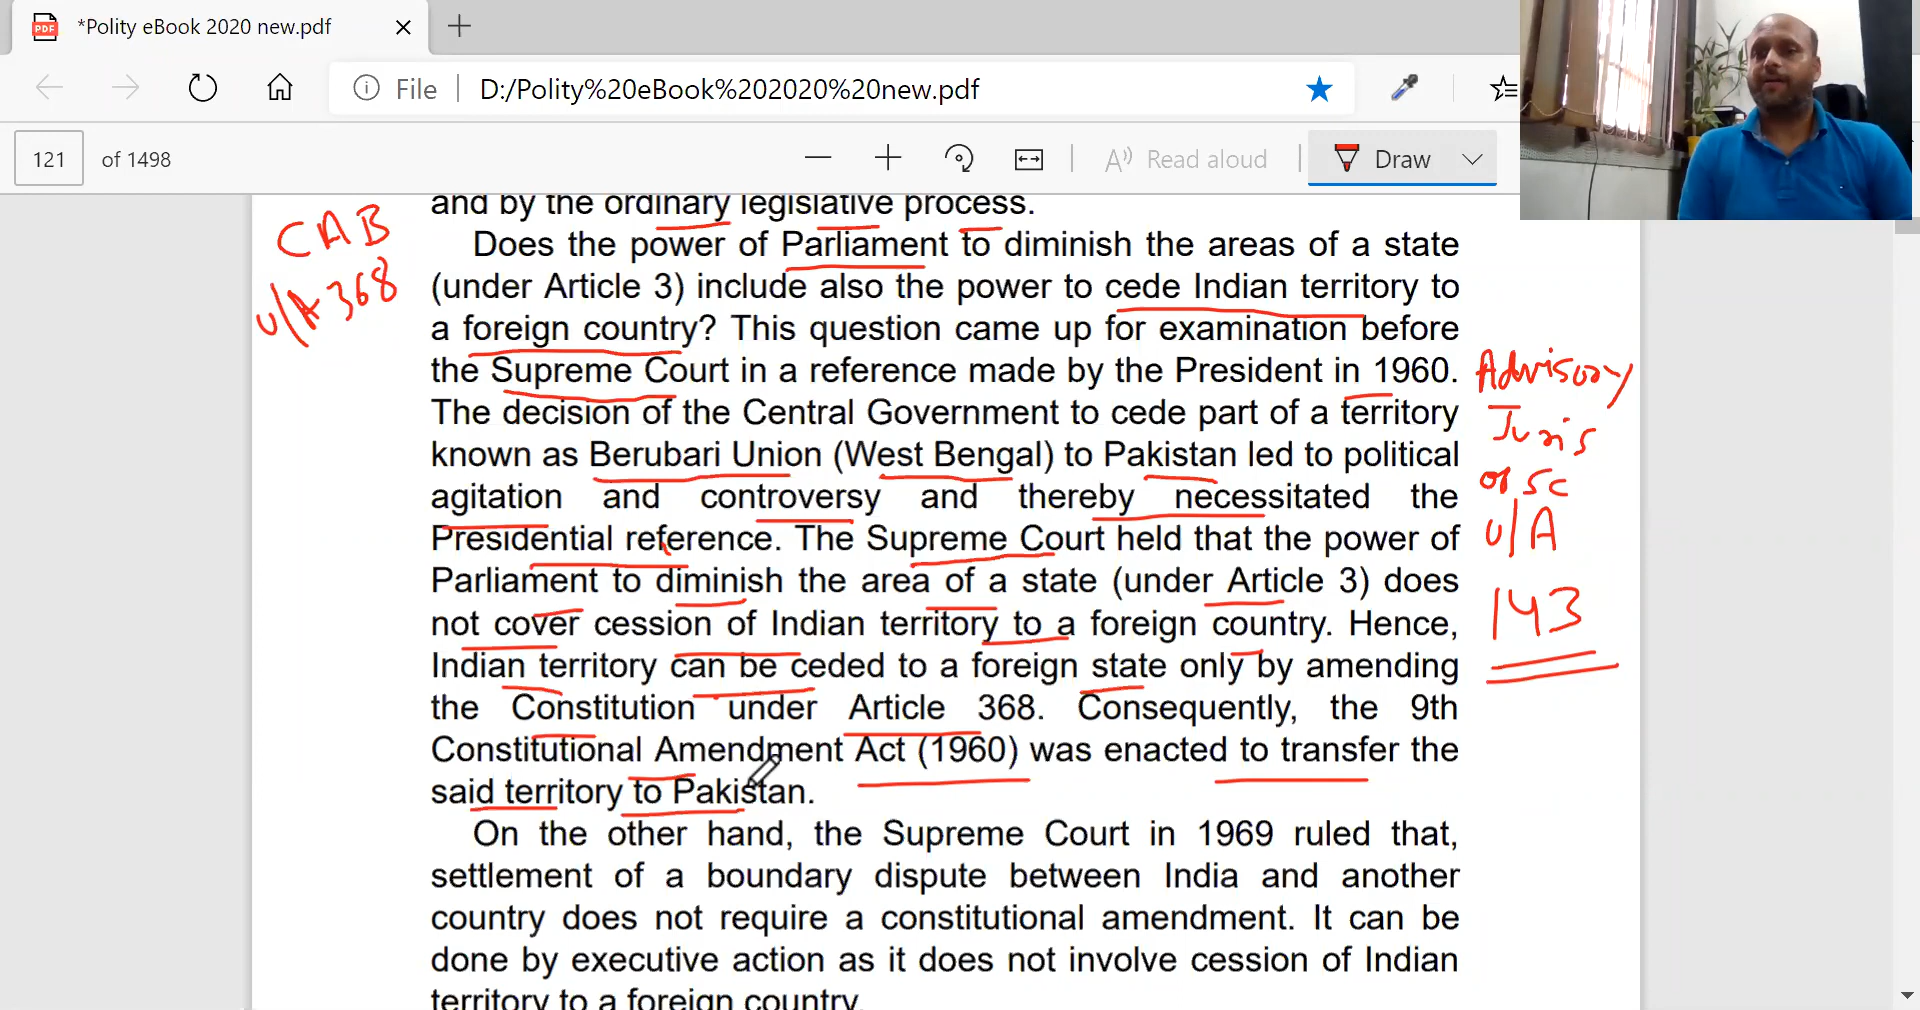 *Polity eBook 2020 new.pdf
PDF
File
D:/Polity%20eBook%202020%20new.pdf
121 of 1498
A Read aloud
Draw
and by the ordinary legislative process.
Does the power of Parliament to diminish the areas of a state
(under Article 3) include also the power to cede Indian territory to
a foreign country? This question came up for examination before
the Supreme Court in a reference made by the President in 1960.
The decision of the Central Government to cede part of a territory
known as Berubari Union (West Bengal) to Pakistan led to political
agitation and controversy and thereby necessitated the
Presidential reference. The Supreme Court held that the power of
Parliament to diminish the area of a state (under Article 3) does
not cover cession of Indian territory to a foreign country. Hence,
Indian territory can be ceded to a foreign state only by amending
the Constitution under Article 368. Consequently, the 9th
Constitutional Amendment Act (1960) was enacted to transfer the
said territory to Pakistan.
On the other hand, the Supreme Court in 1969 ruled that,
settlement of a boundary dispute between India and another
country does not require a constitutional amendment. It can be
done by executive action as it does not involve cession of Indian
territory to a foreign country.
CAB
U/A 368
Advisory
Juris
of SC
U/A
143